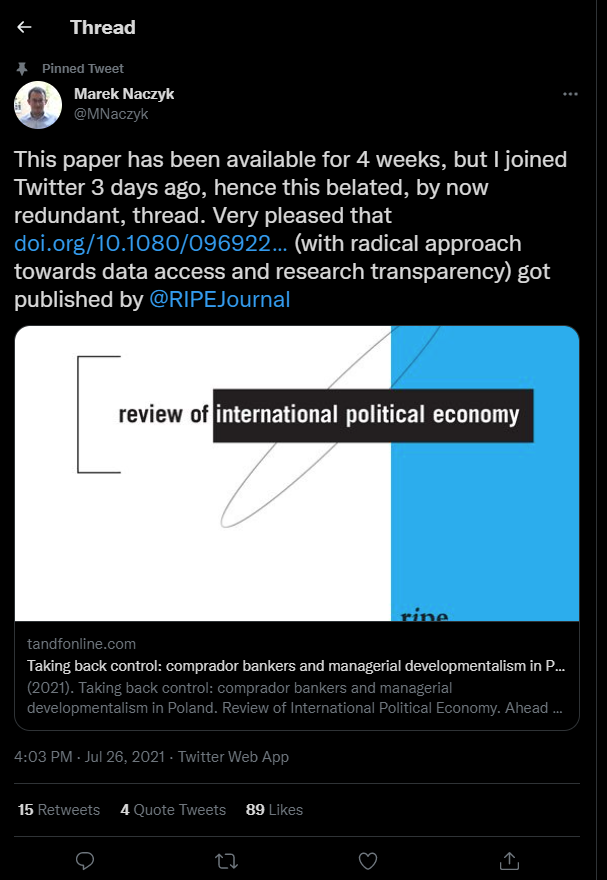 Thread
Pinned Tweet
Marek Naczyk
@MNaczyk
This paper has been available for 4 weeks, but I joined
Twitter 3 days ago, hence this belated, by now
redundant, thread. Very pleased that
doi.org/10.1080/096922... (with radical approach
towards data access and research transparency) got
published by @RIPEJournal
review of international political economy
ripe
tandfonline.com
Taking back control: comprador bankers and managerial developmentalism in P...
(2021). Taking back control: comprador bankers and managerial
developmentalism in Poland. Review of International Political Economy. Ahead ...
4:03 PM · Jul 26, 2021 · Twitter Web App
15 Retweets 4 Quote Tweets 89 Likes